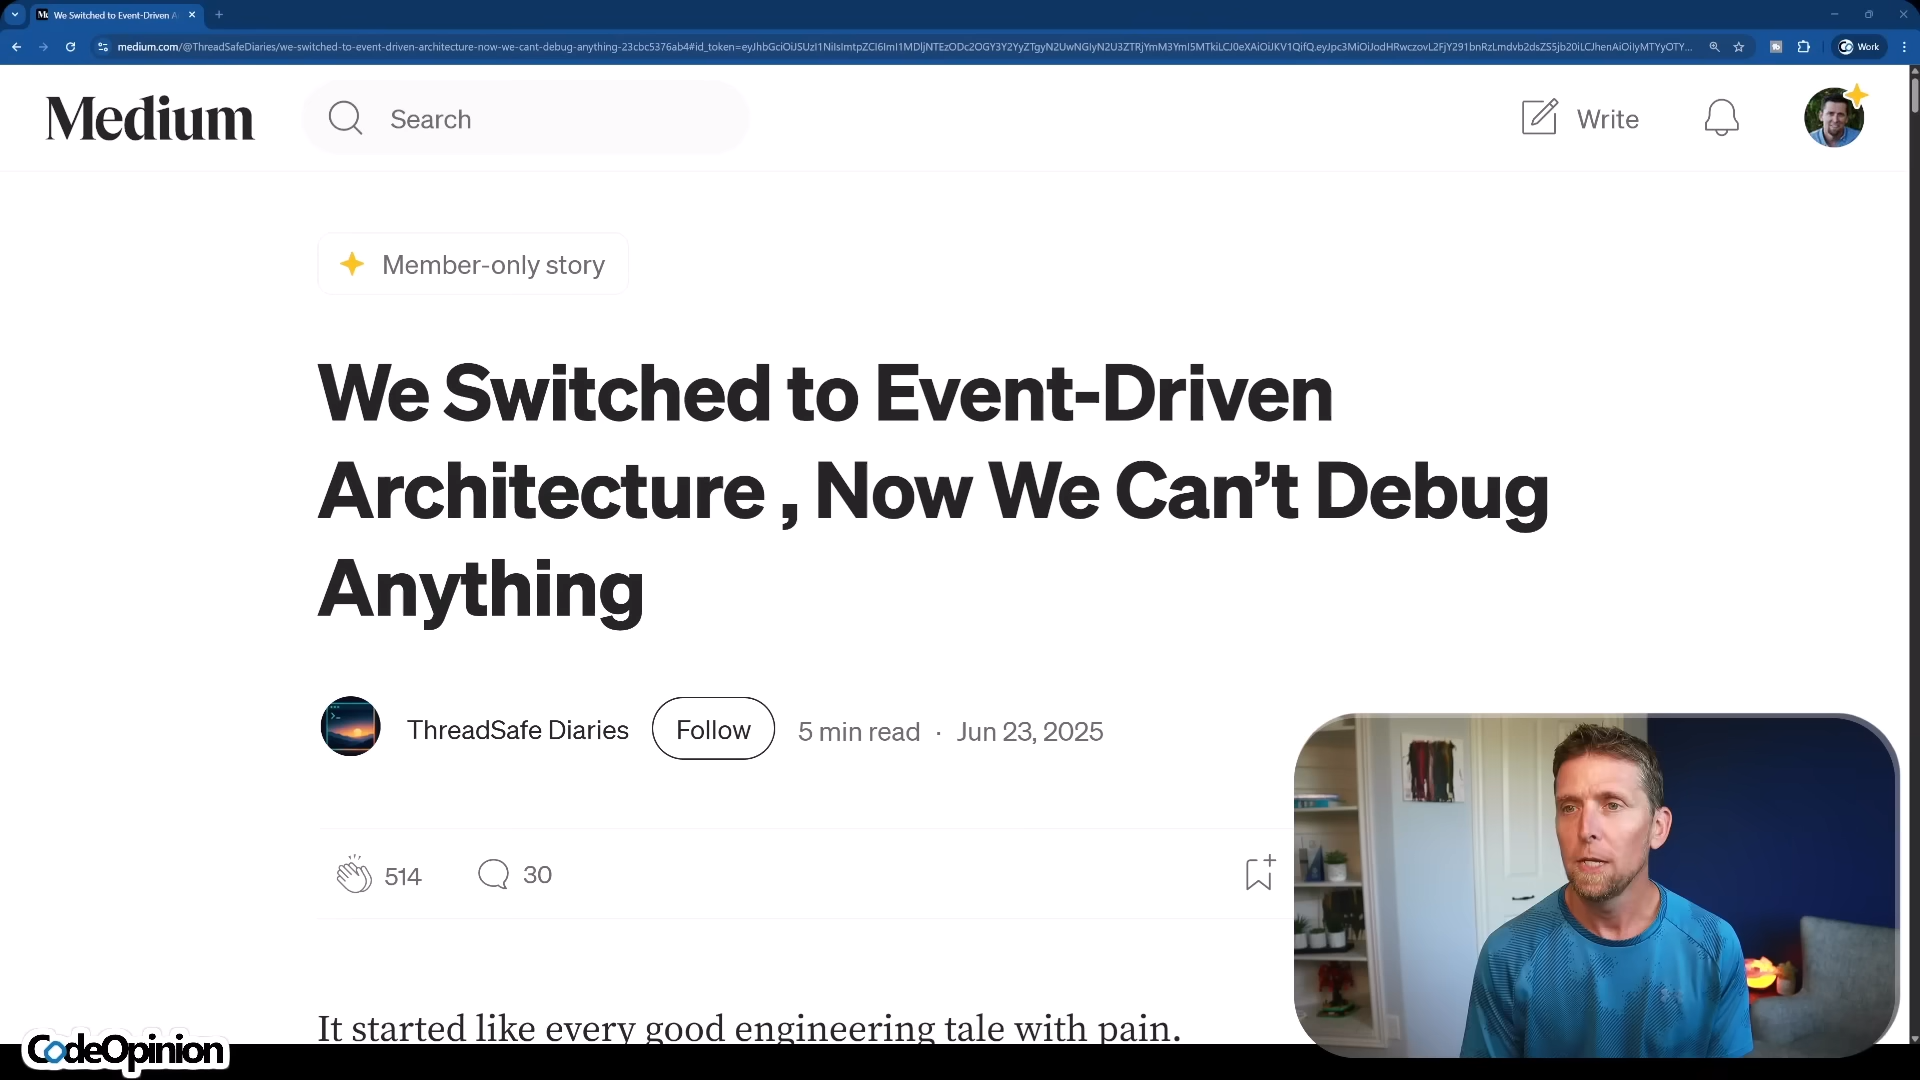 We Switched to Event-Driven A
medium.com/@ThreadSafeDiaries/we-switched-to-event-driven-architecture-now-we-cant-debug-anything-23cbc5376ab4#id_token=
Work
Medium
Search
Write
Member-only story
We Switched to Event-Driven
Architecture , Now We Can’t Debug
Anything
ThreadSafe Diaries
Follow
5 min read · Jun 23, 2025
514
30
It started like every good engineering tale with pain.
CodeOpinion